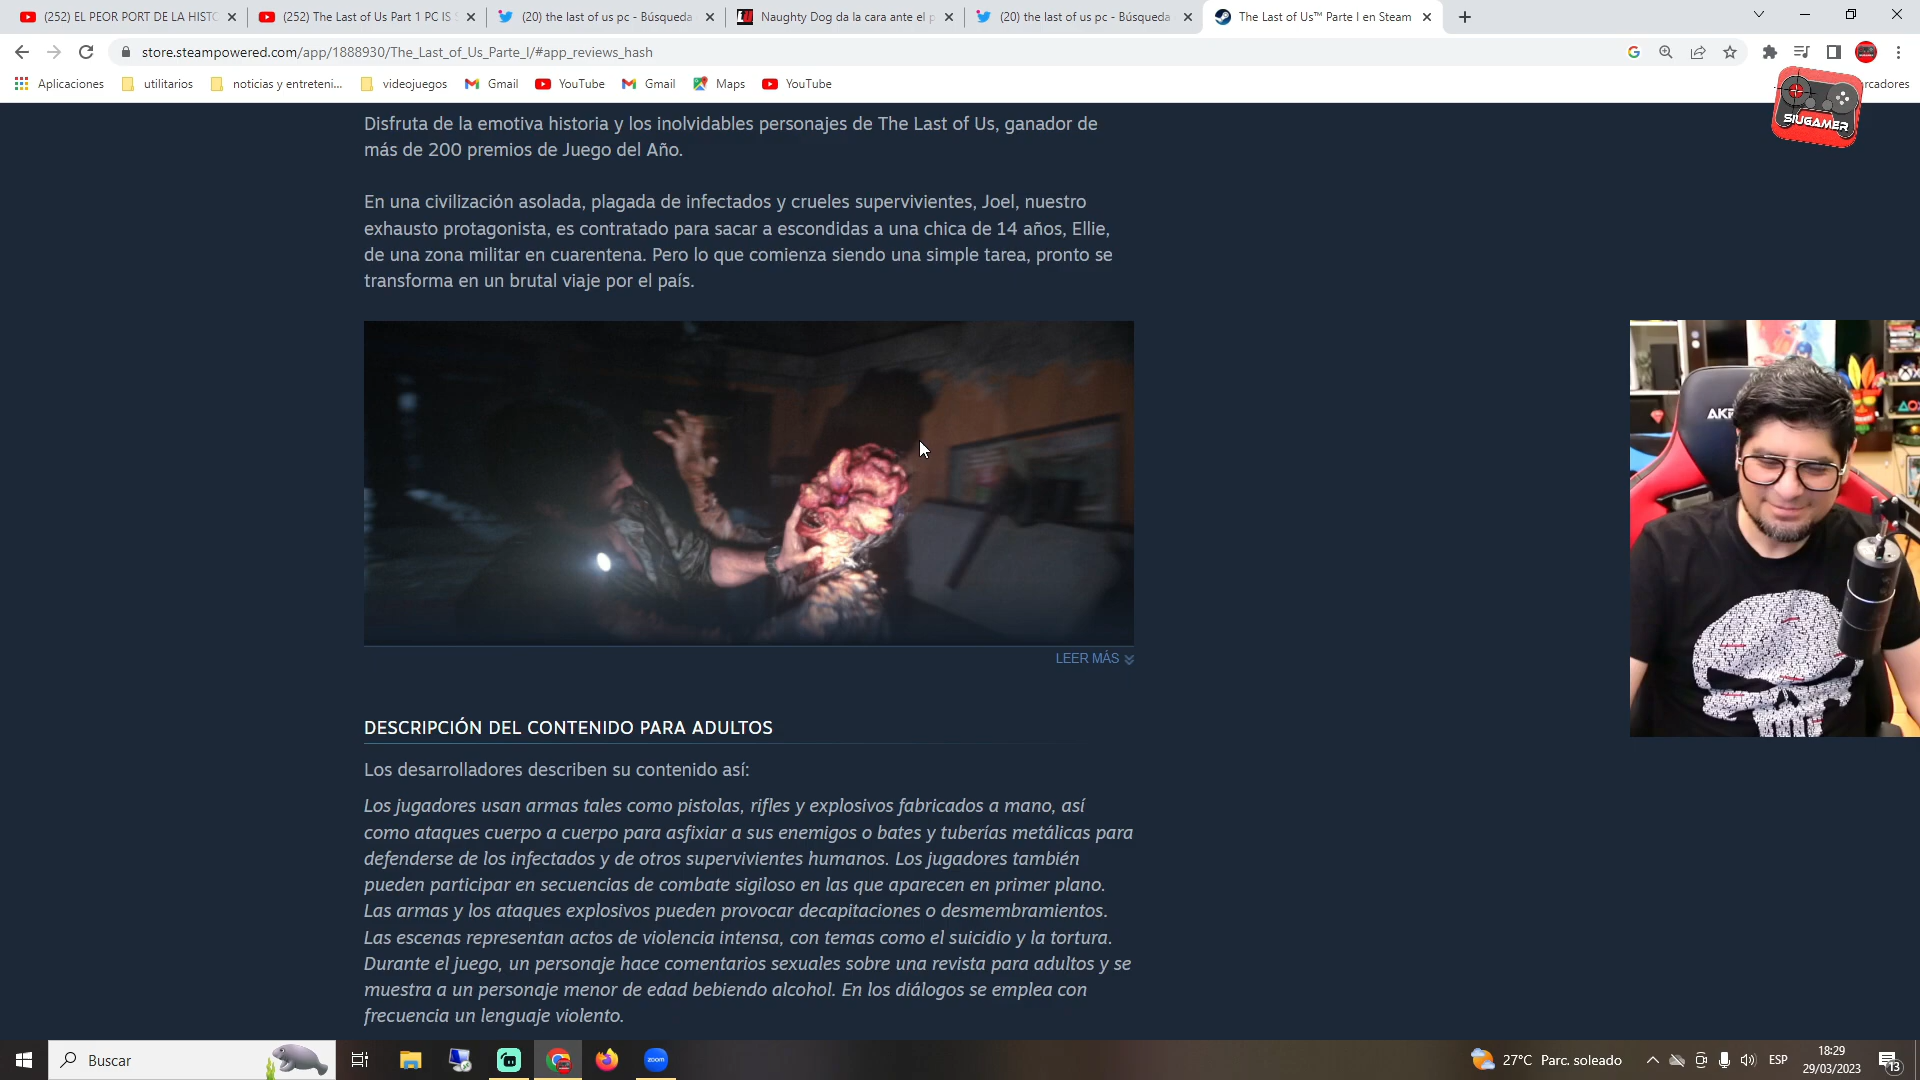 (252) EL PEOR PORT DE LA HISTO
(252) The Last of Us Part 1 PC IS S
(20) the last of us pc - Búsqueda
Naughty Dog da la cara ante el p
(20) the last of us pc - Búsqueda
The Last of Us™ Parte I en Steam
store.steampowered.com/app/1888930/The_Last_of_Us_Parte_I/#app_reviews_hash
Aplicaciones
utilitarios
noticias y entreteni...
videojuegos
Gmail
YouTube
Gmail
Maps
YouTube
rcadores
SIUGAMER
Disfruta de la emotiva historia y los inolvidables personajes de The Last of Us, ganador de
más de 200 premios de Juego del Año.
En una civilización asolada, plagada de infectados y crueles supervivientes, Joel, nuestro
exhausto protagonista, es contratado para sacar a escondidas a una chica de 14 años, Ellie,
de una zona militar en cuarentena. Pero lo que comienza siendo una simple tarea, pronto se
transforma en un brutal viaje por el país.
AK
LEER MÁS
DESCRIPCIÓN DEL CONTENIDO PARA ADULTOS
Los desarrolladores describen su contenido así:
Los jugadores usan armas tales como pistolas, rifles y explosivos fabricados a mano, así
como ataques cuerpo a cuerpo para asfixiar a sus enemigos o bates y tuberías metálicas para
defenderse de los infectados y de otros supervivientes humanos. Los jugadores también
pueden participar en secuencias de combate sigiloso en las que aparecen en primer plano.
Las armas y los ataques explosivos pueden provocar decapitaciones o desmembramientos.
Las escenas representan actos de violencia intensa, con temas como el suicidio y la tortura.
Durante el juego, un personaje hace comentarios sexuales sobre una revista para adultos y se
muestra a un personaje menor de edad bebiendo alcohol. En los diálogos se emplea con
frecuencia un lenguaje violento.
Buscar
zoom
27°C Parc. soleado
ESP
18:29
29/03/2023
13